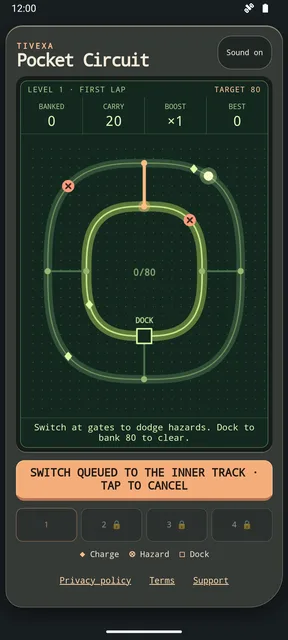 12:00
TIVEXA
Pocket Circuit
Sound on
LEVEL 1 · FIRST LAP
TARGET 80
BANKED CARRY BOOST BEST
0 20 ×1 0
0/80
DOCK
Switch at gates to dodge hazards. Dock to
bank 80 to clear.
SWITCH QUEUED TO THE INNER TRACK ·
TAP TO CANCEL
1 2 🔒 3 🔒 4 🔒
Charge Hazard Dock
Privacy policy Terms Support